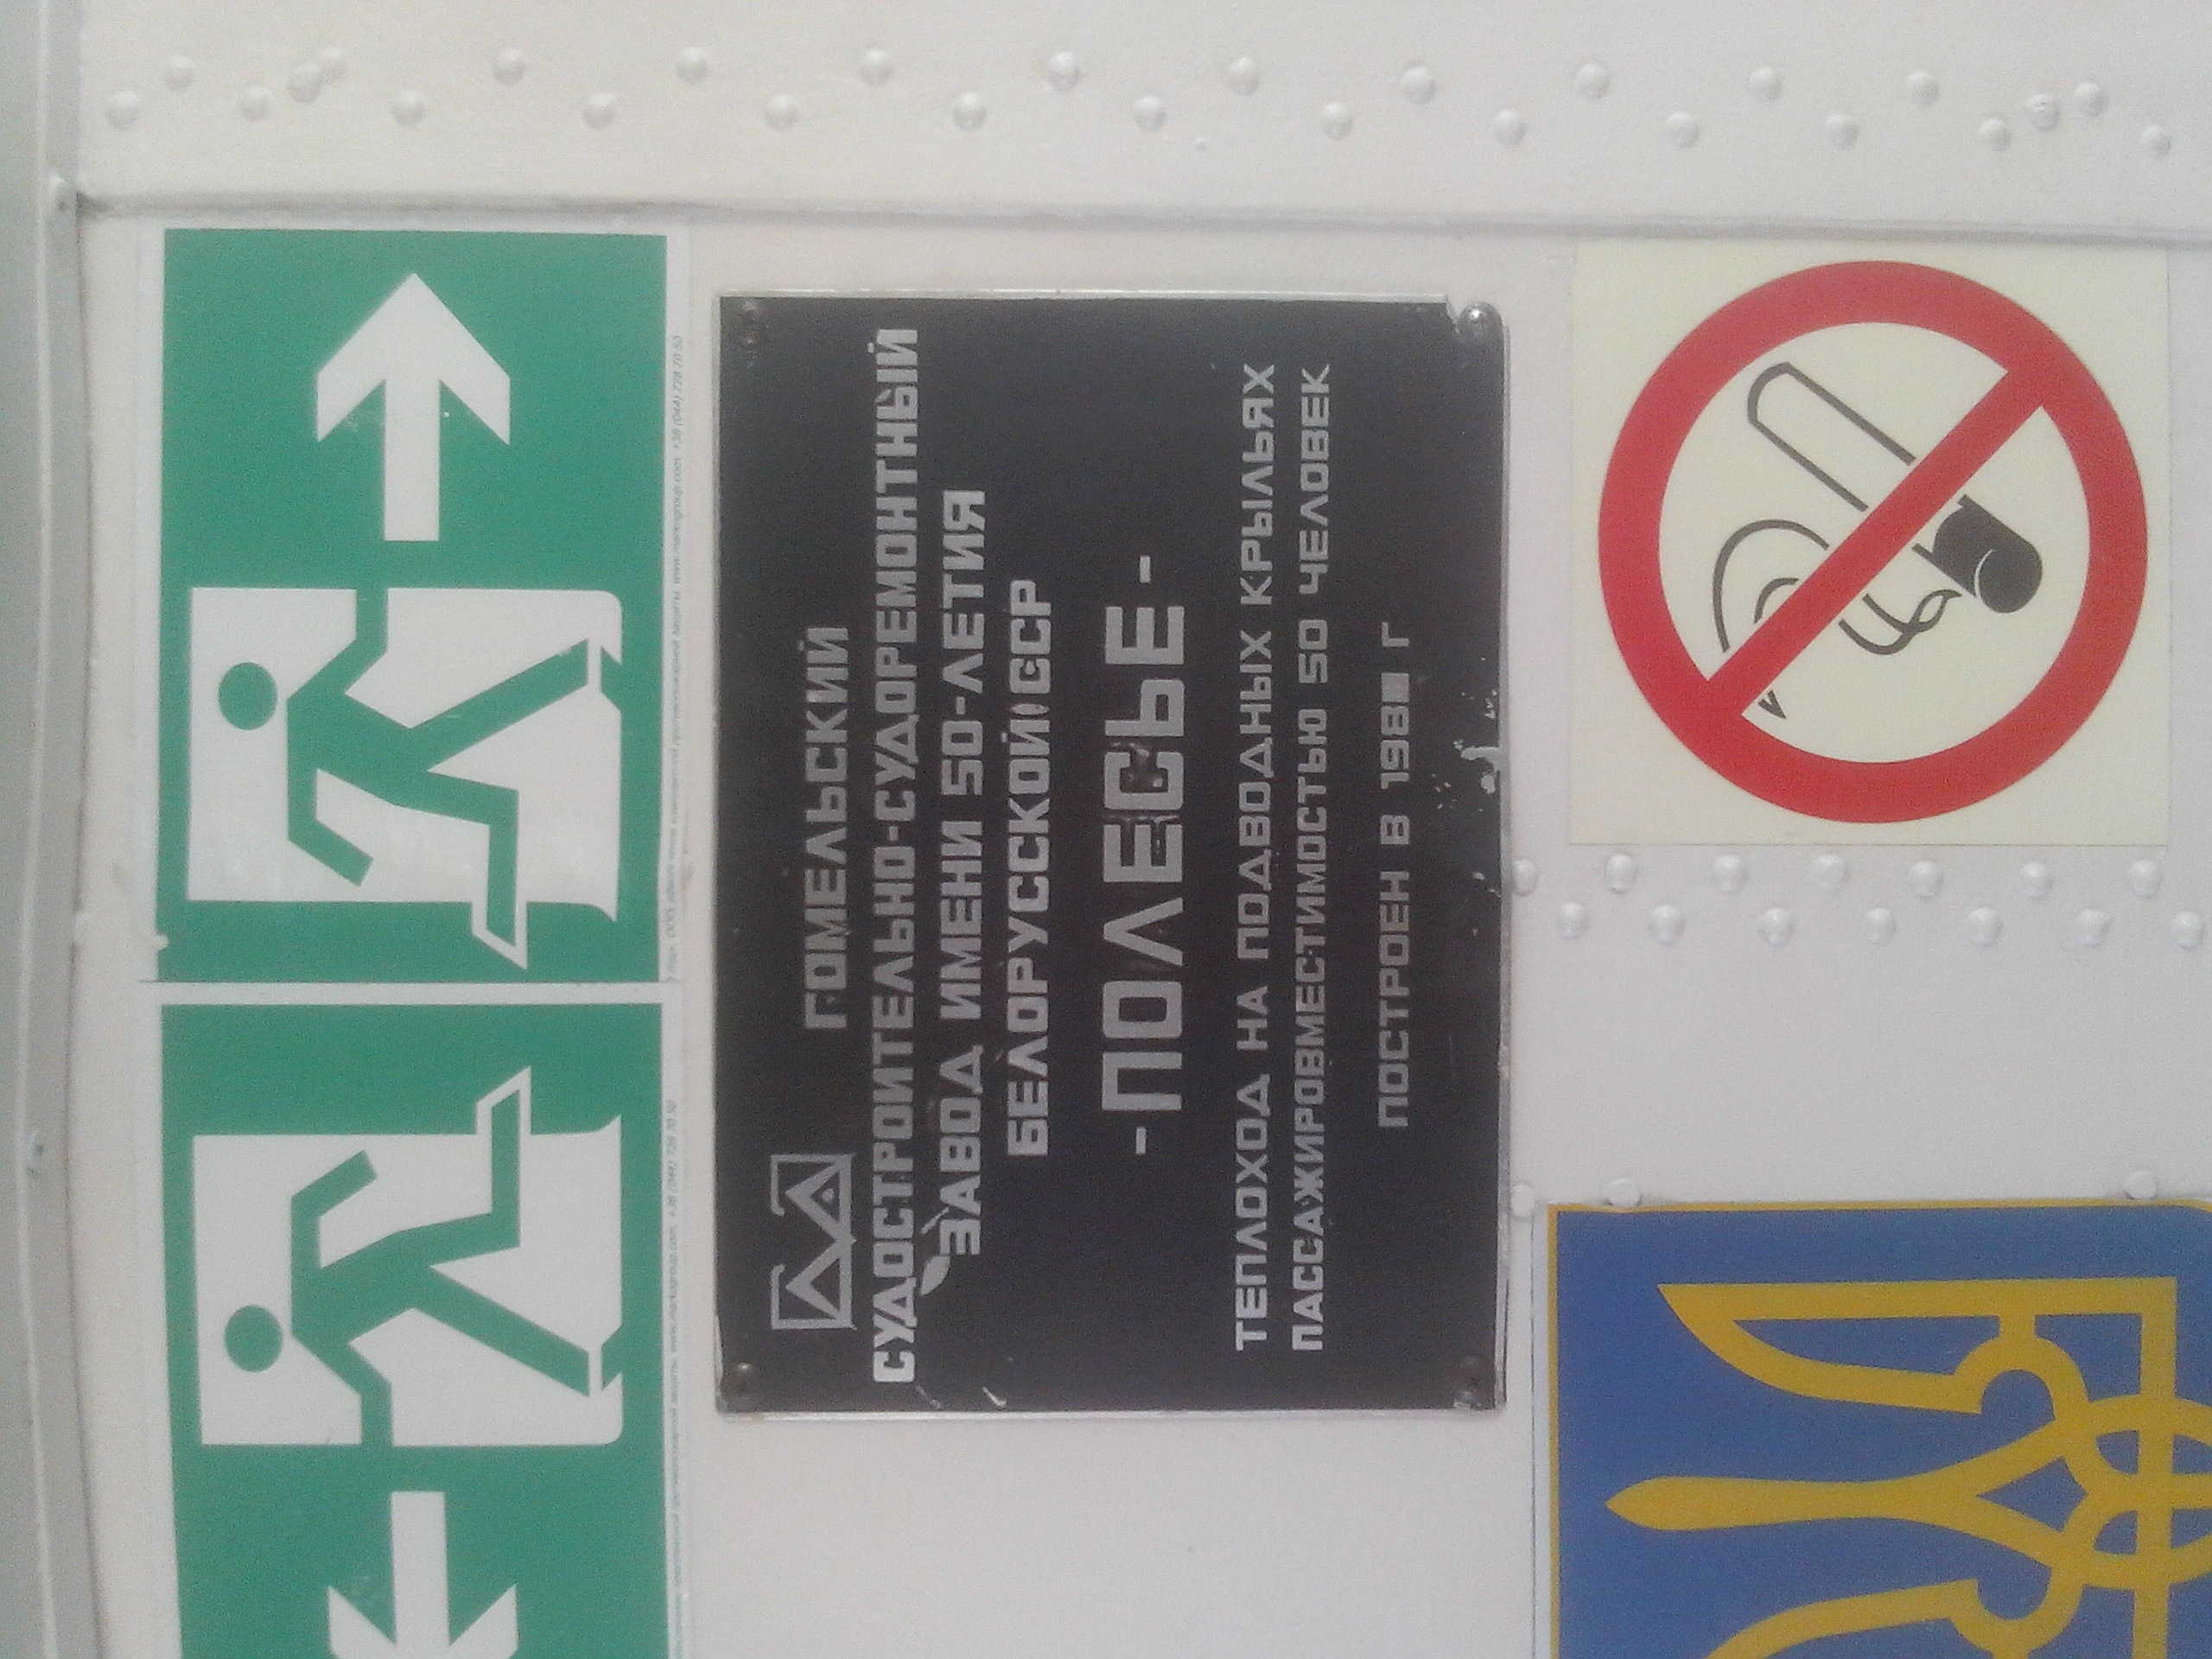 ГОМЕЛЬСКИЙ
СУДОСТРОИТЕЛЬНО-СУДОРЕМОНТНЫЙ
ЗАВОД ИМЕНИ 50-ЛЕТИЯ
БЕЛОРУССКОЙ ССР
-ПОЛЕСЬЕ-
ТЕПЛОХОД НА ПОДВОДНЫХ КРЫЛЬЯХ
ПАССАЖИРОВМЕСТИМОСТЬЮ 50 ЧЕЛОВЕК
ПОСТРОЕН В Г